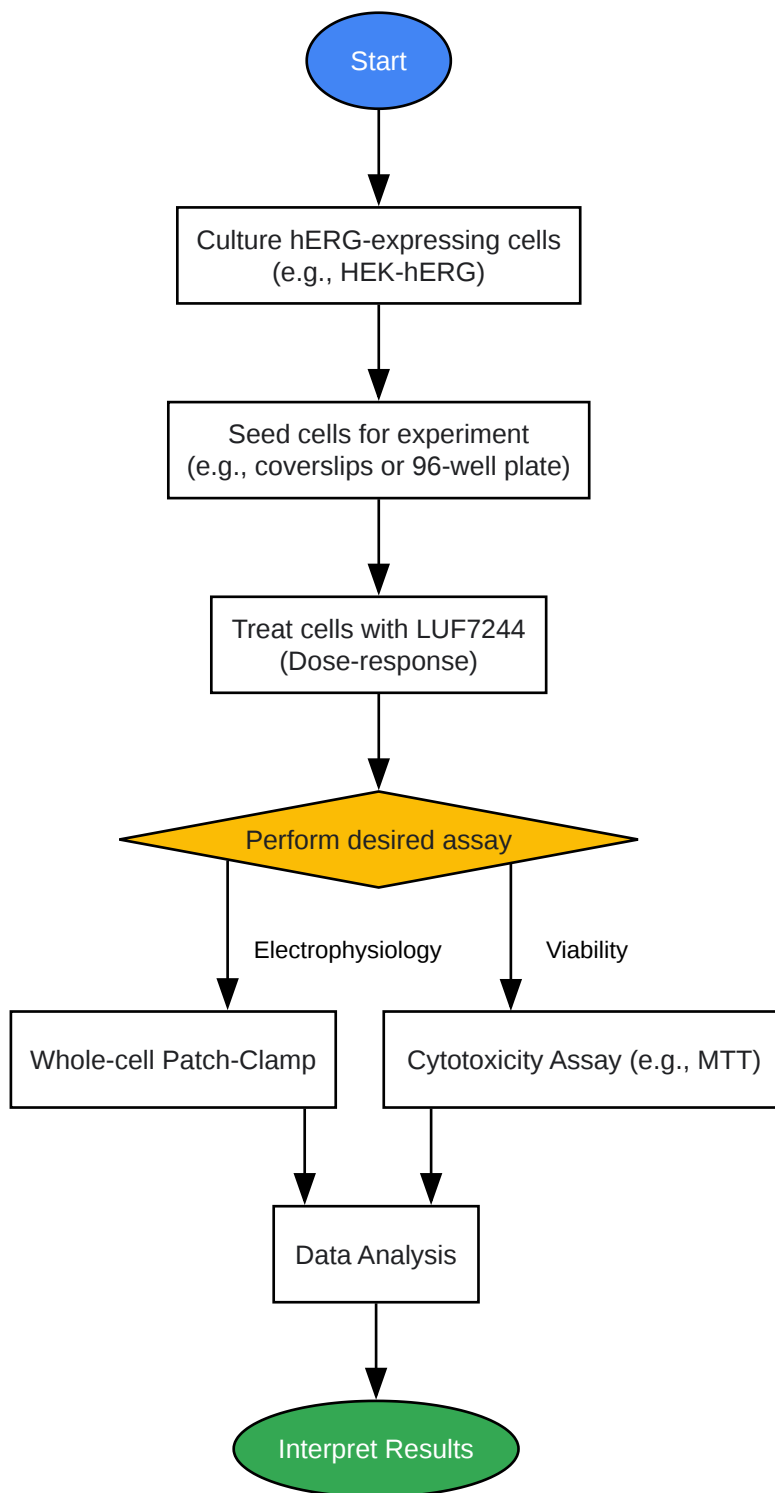 Start
Culture hERG-expressing cells
(e.g., HEK-hERG)
Seed cells for experiment
(e.g., coverslips or 96-well plate)
Treat cells with LUF7244
(Dose-response)
Perform desired assay
Electrophysiology
Viability
Whole-cell Patch-Clamp
Cytotoxicity Assay (e.g., MTT)
Data Analysis
Interpret Results